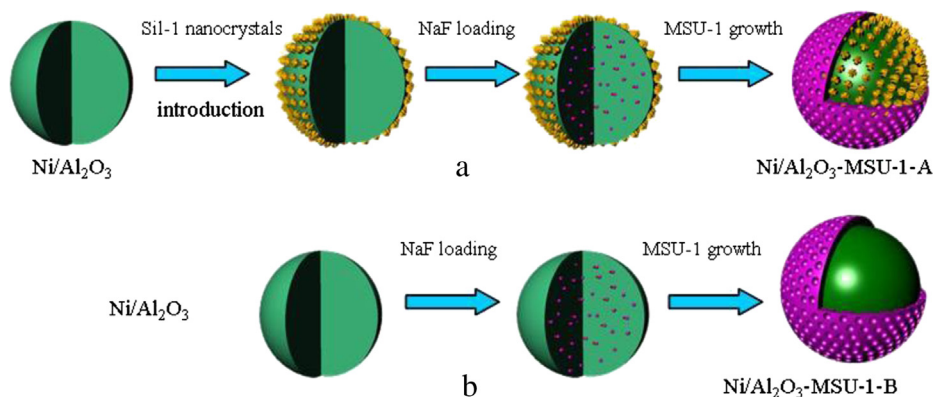 Sil-1 nanocrystals
NaF loading
MSU-1 growth
introduction
Ni/Al₂O₃
a
Ni/Al₂O₃-MSU-1-A
NaF loading
MSU-1 growth
Ni/Al₂O₃
b
Ni/Al₂O₃-MSU-1-B